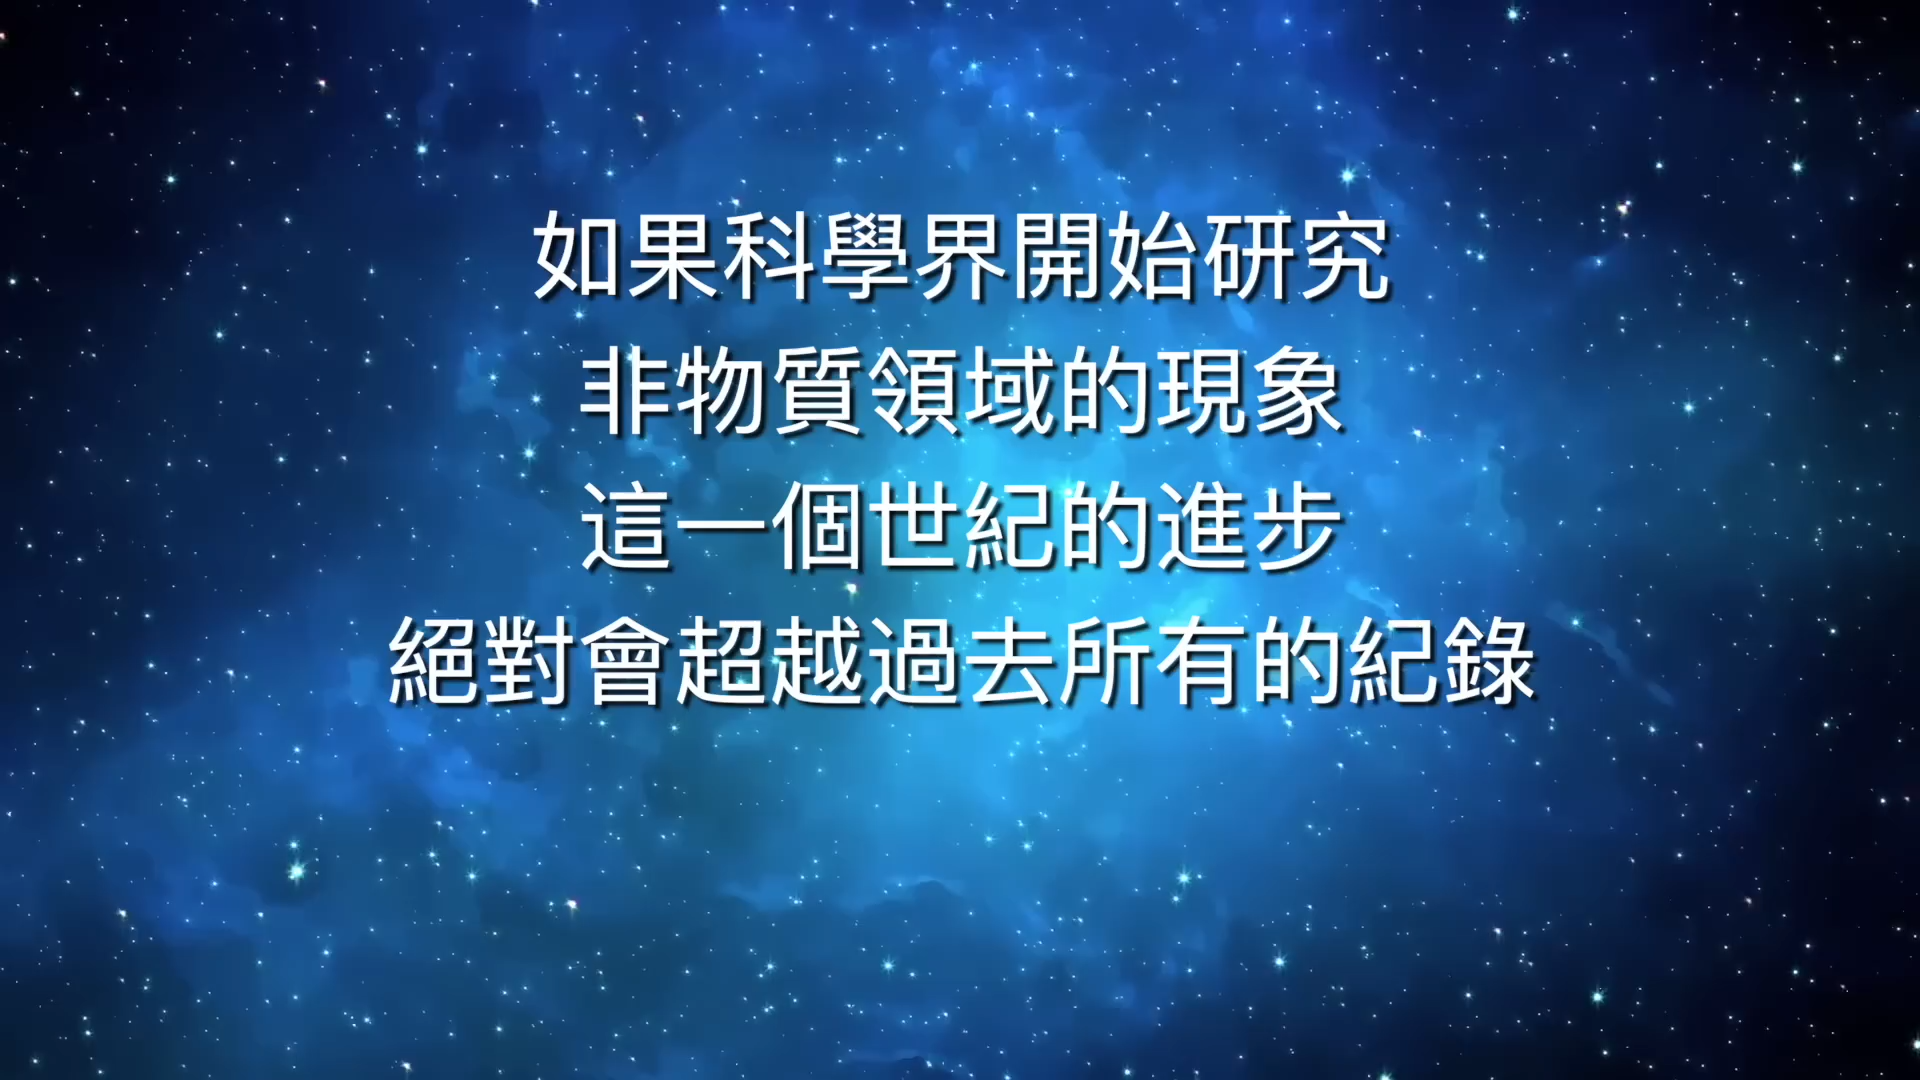 如果科學界開始研究
非物質領域的現象
這一個世紀的進步
絕對會超越過去所有的紀錄